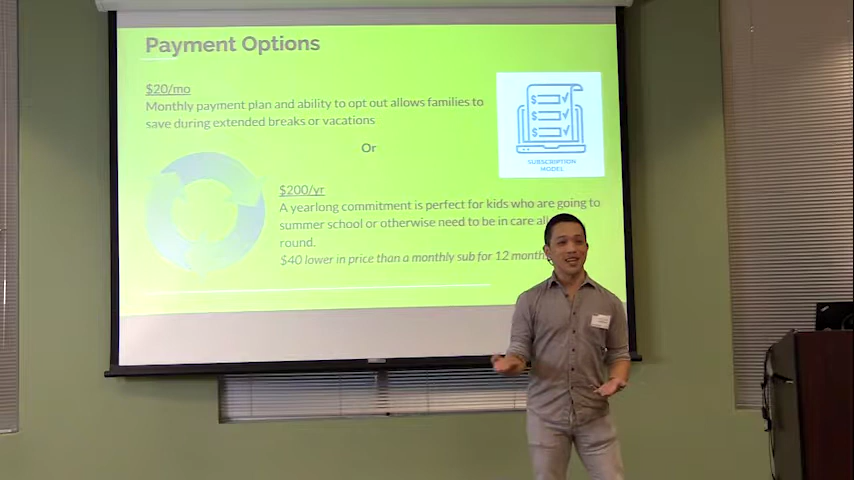 Payment Options
$20/mo
Monthly payment plan and ability to opt out allows families to
save during extended breaks or vacations
Or
$
$
$
SUBSCRIPTION
MODEL
$200/yr
A yearlong commitment is perfect for kids who are going to
summer school or otherwise need to be in care all
round.
$40 lower in price than a monthly sub for 12 month